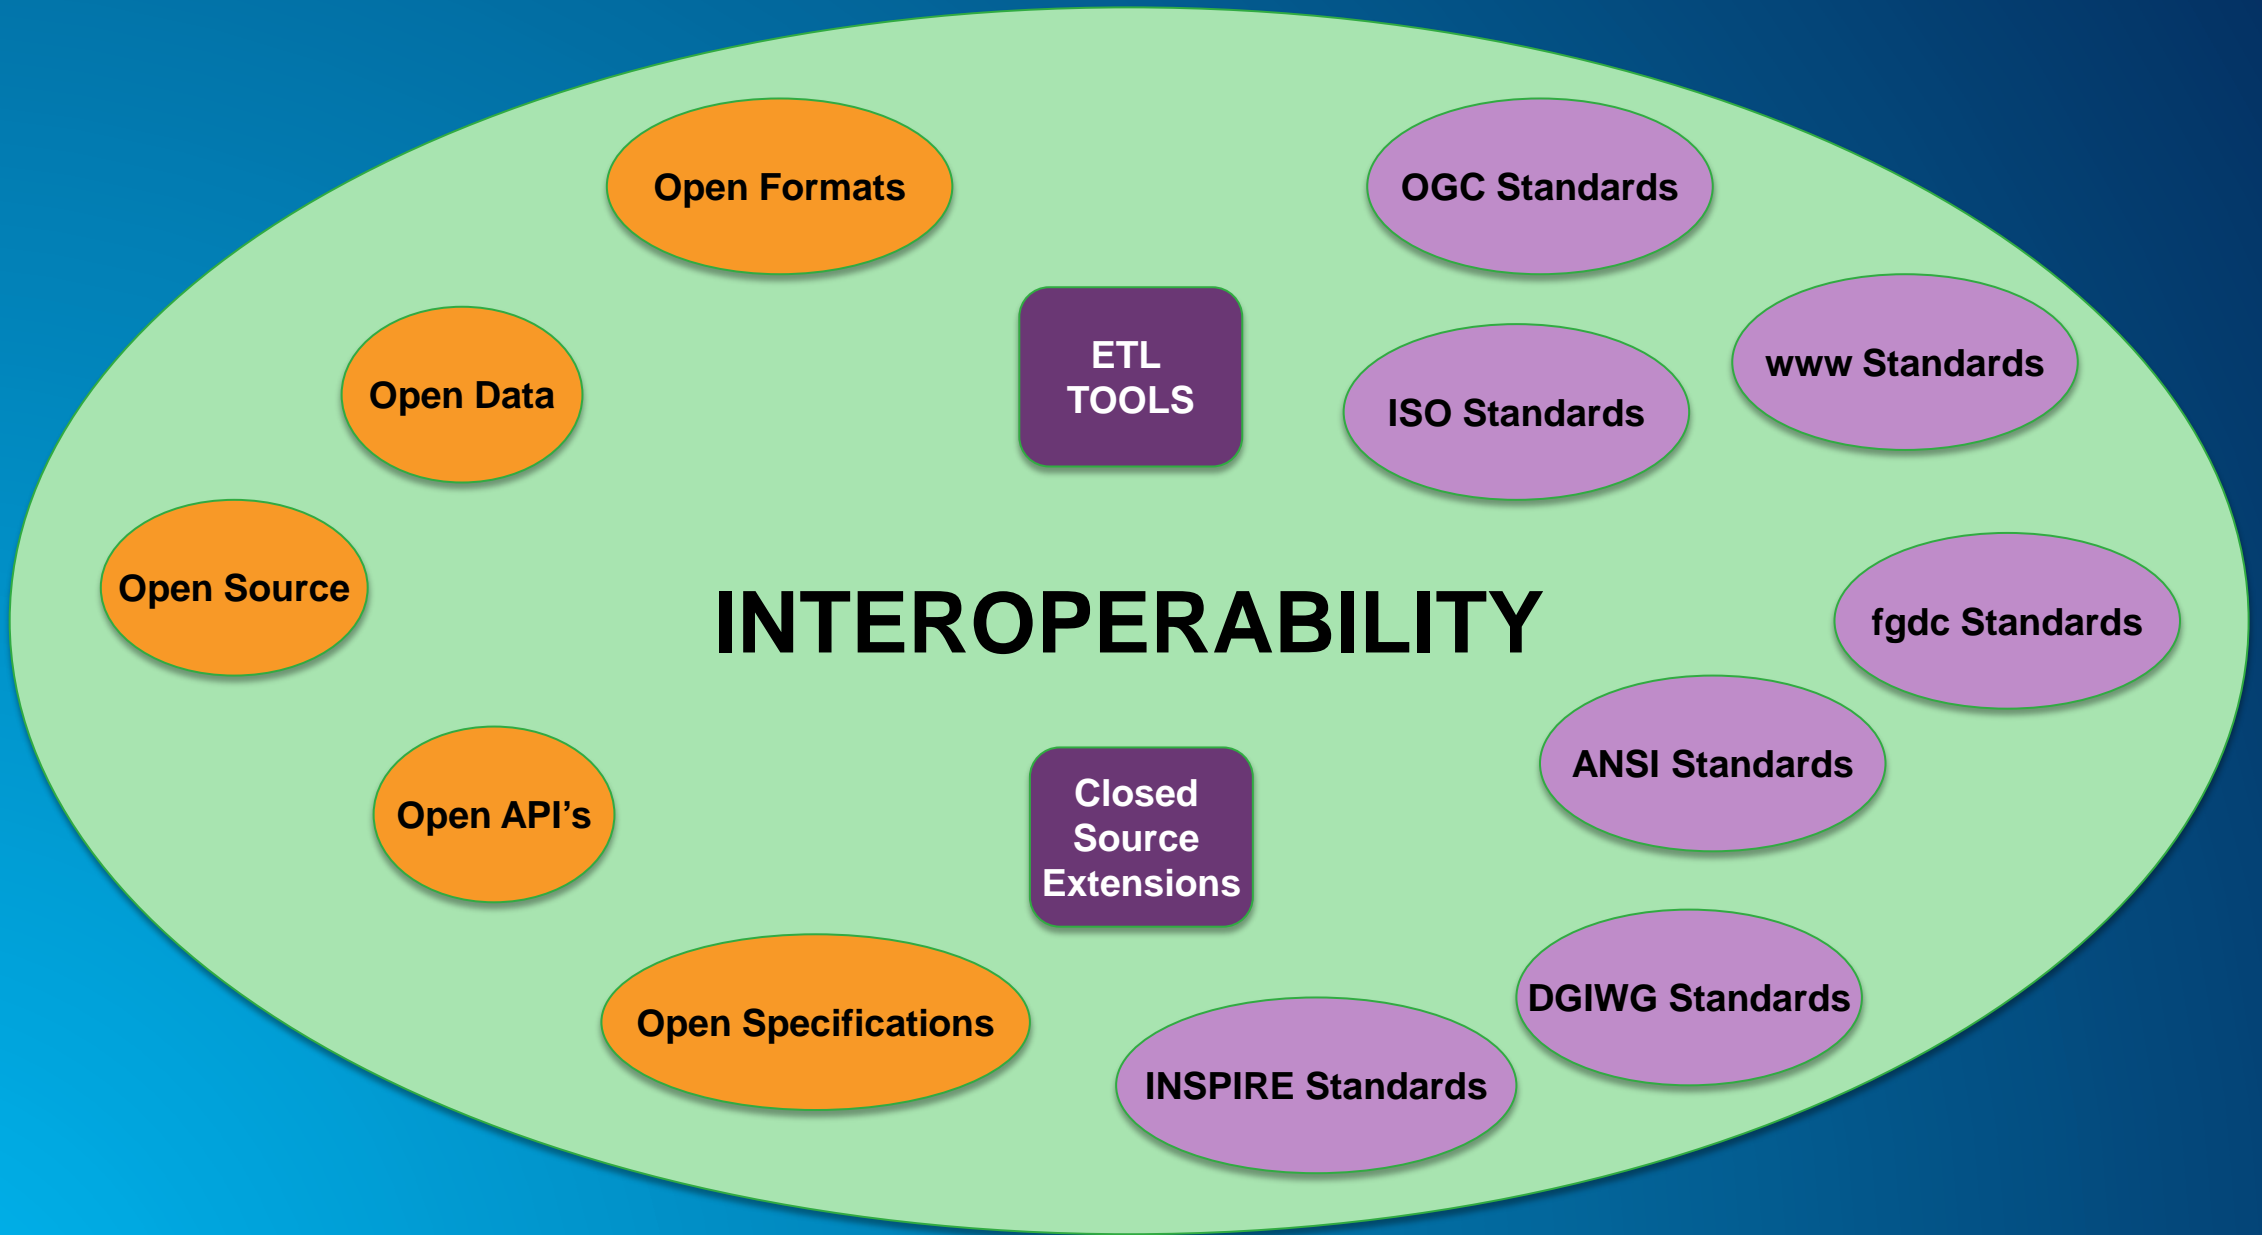 Open Formats
OGC Standards
ETL
TOOLS
www Standards
Open Data
ISO Standards
Open Source
INTEROPERABILITY
fgdc Standards
Open API’s
Closed
Source
Extensions
ANSI Standards
Open Specifications
DGIWG Standards
INSPIRE Standards